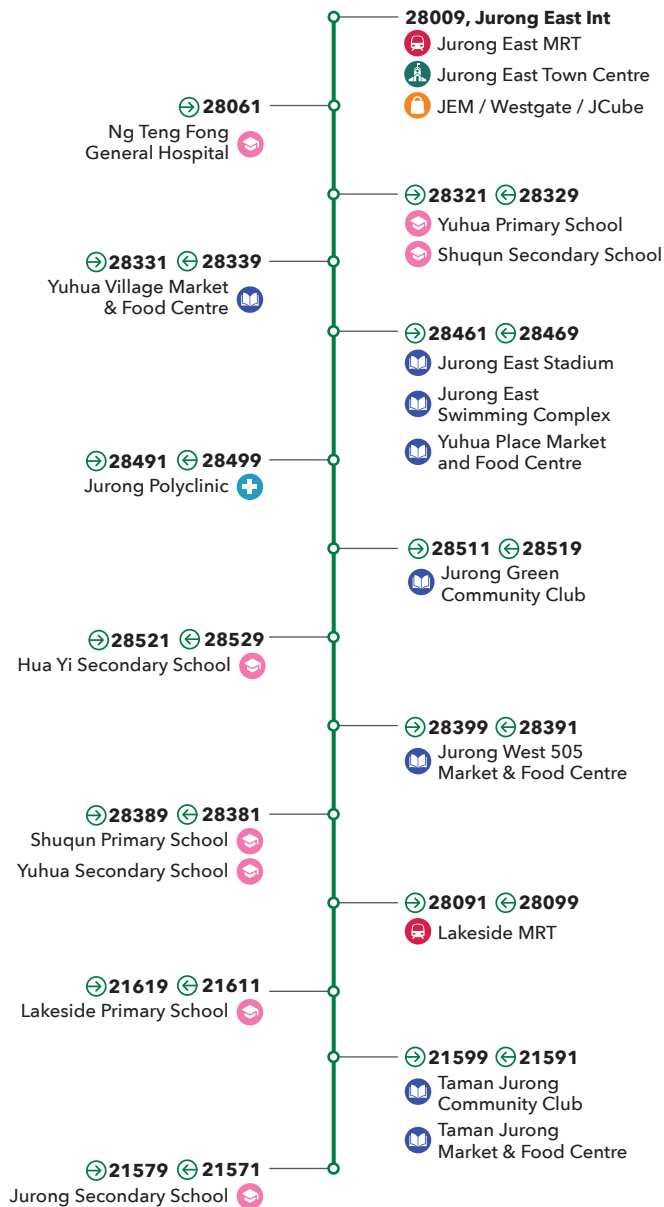 28009, Jurong East Int
Jurong East MRT
Jurong East Town Centre
JEM / Westgate / JCube
28061
Ng Teng Fong
General Hospital
28321 28329
Yuhua Primary School
Shuqun Secondary School
28331 28339
Yuhua Village Market
& Food Centre
28461 28469
Jurong East Stadium
Jurong East
Swimming Complex
Yuhua Place Market
and Food Centre
28491 28499
Jurong Polyclinic
28511 28519
Jurong Green
Community Club
28521 28529
Hua Yi Secondary School
28399 28391
Jurong West 505
Market & Food Centre
28389 28381
Shuqun Primary School
Yuhua Secondary School
28091 28099
Lakeside MRT
21619 21611
Lakeside Primary School
21599 21591
Taman Jurong
Community Club
Taman Jurong
Market & Food Centre
21579 21571
Jurong Secondary School